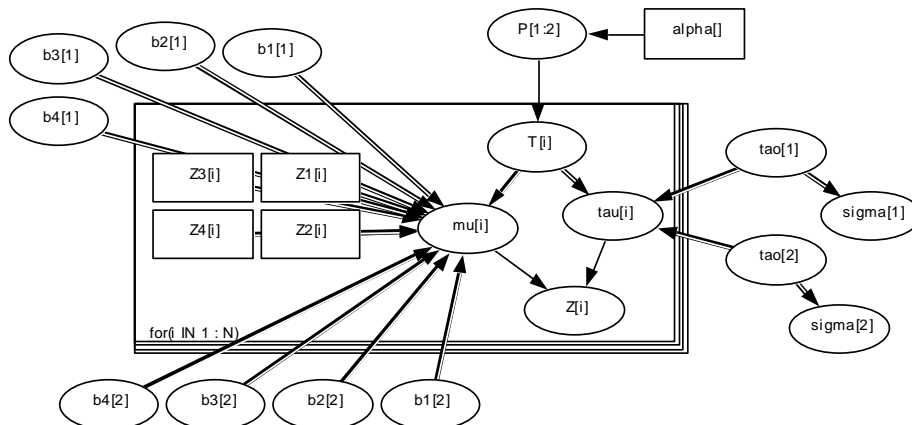 b3[1]
b2[1]
b1[1]
P[1:2]
alpha[]
b4[1]
T[i]
tao[1]
Z3[i]
Z1[i]
tau[i]
sigma[1]
Z4[i]
Z2[i]
mu[i]
tao[2]
Z[i]
sigma[2]
for(i IN 1 : N)
b4[2]
b3[2]
b2[2]
b1[2]